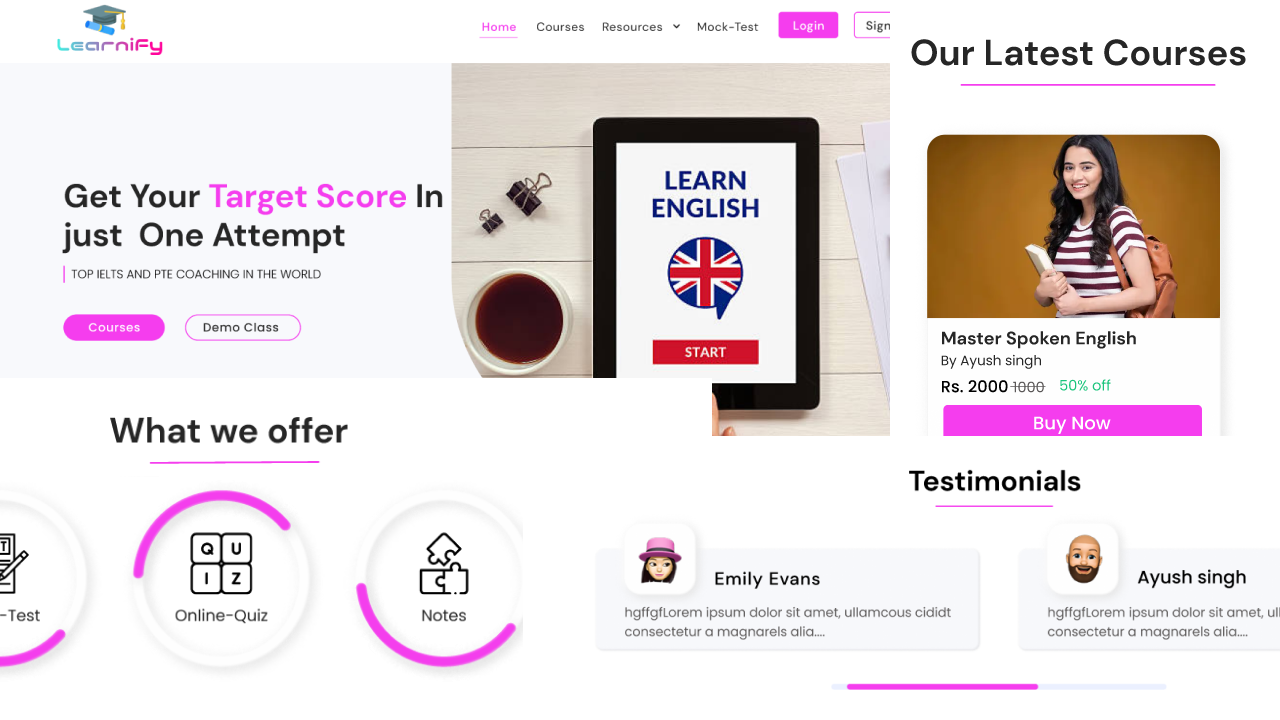 LearniFy
Home Courses Resources Mock-Test Login Sign
Get Your Target Score In
just One Attempt
TOP IELTS AND PTE COACHING IN THE WORLD
Courses Demo Class
LEARN
ENGLISH
START
Our Latest Courses
Master Spoken English
By Ayush singh
Rs. 2000 1000 50% off
Buy Now
What we offer
T
-Test
Q U
I Z
Online-Quiz
Notes
Testimonials
Emily Evans
hgffgfLorem ipsum dolor sit amet, ullamcous cididt
consectetur a magnarels alia....
Ayush singh
hgffgfLorem ipsum dolor sit amet, ull
consectetur a magnarels alia....